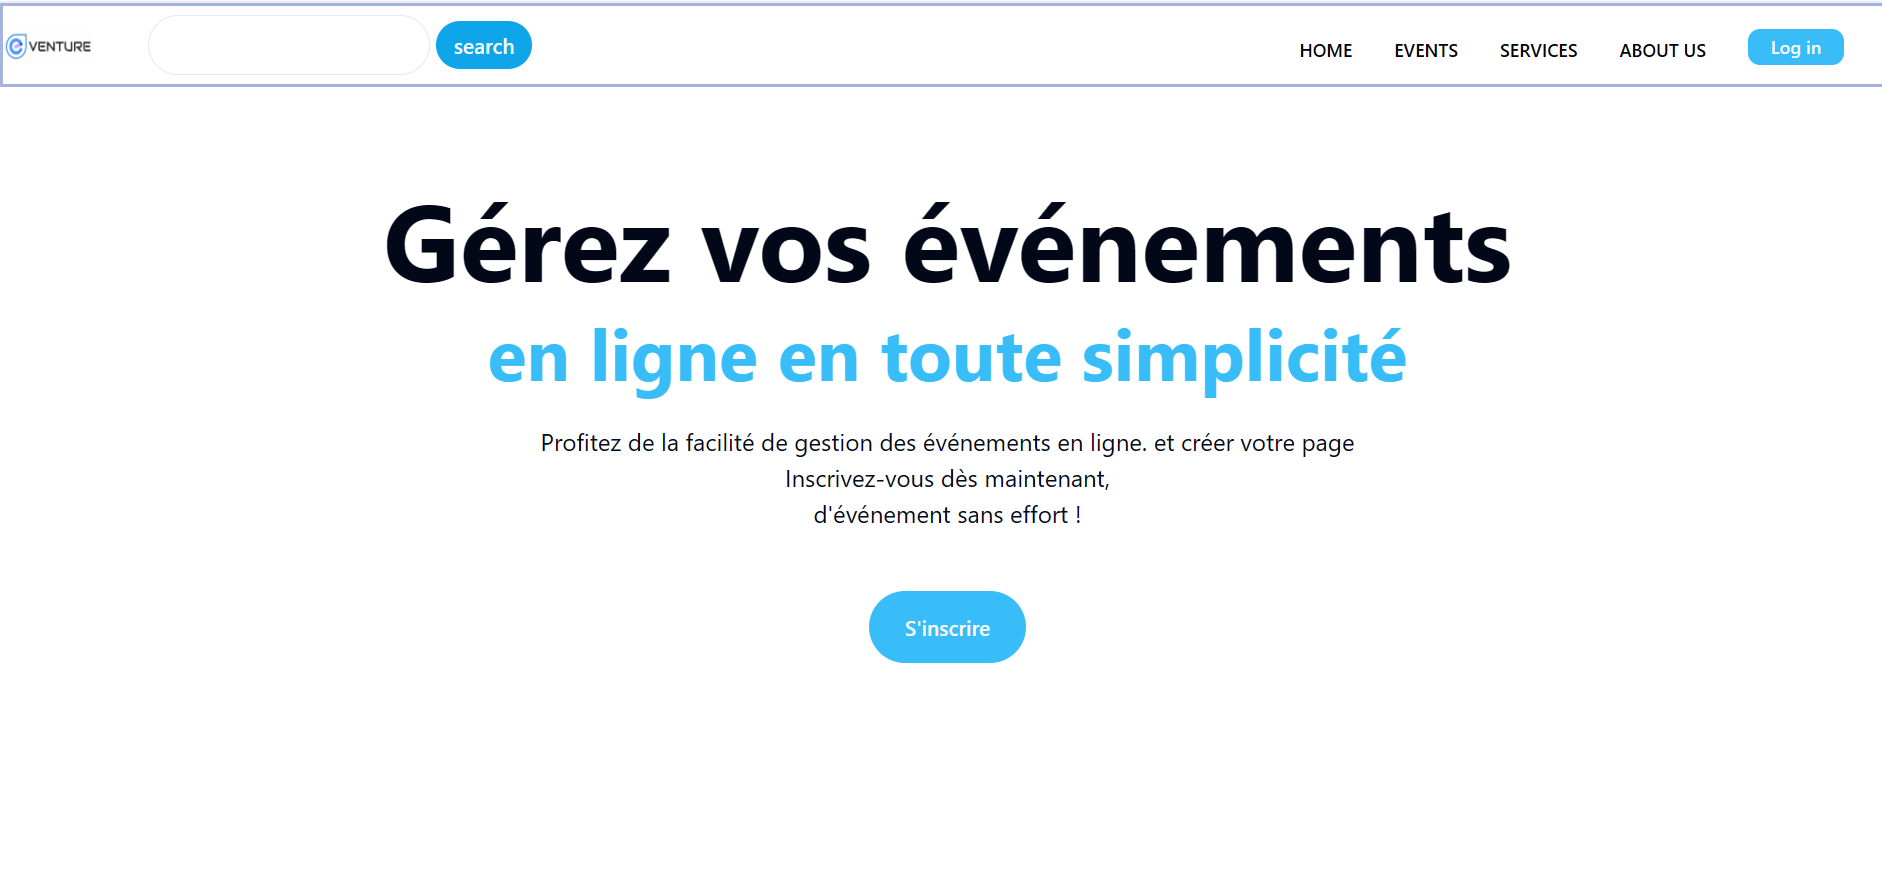 e VENTURE
search
HOME
EVENTS
SERVICES
ABOUT US
Log in
Gérez vos événements
en ligne en toute simplicité
Profitez de la facilité de gestion des événements en ligne. et créer votre page
Inscrivez-vous dès maintenant,
d'événement sans effort !
S'inscrire